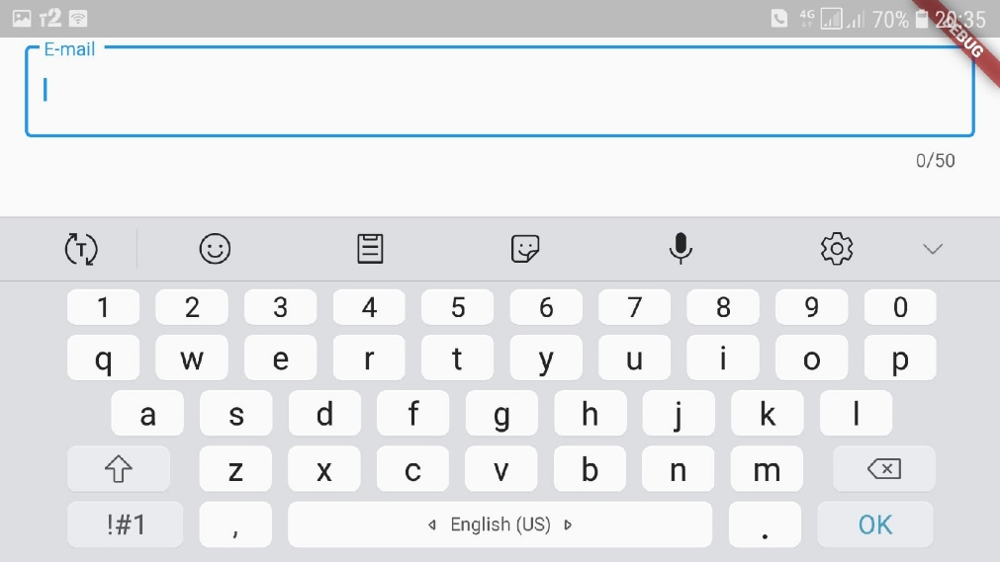 T2 4G 70% 20:35
DEBUG
E-mail
0/50
T
1 2 3 4 5 6 7 8 9 0
q w e r t y u i o p
a s d f g h j k l
z x c v b n m
!#1 , English (US) . OK